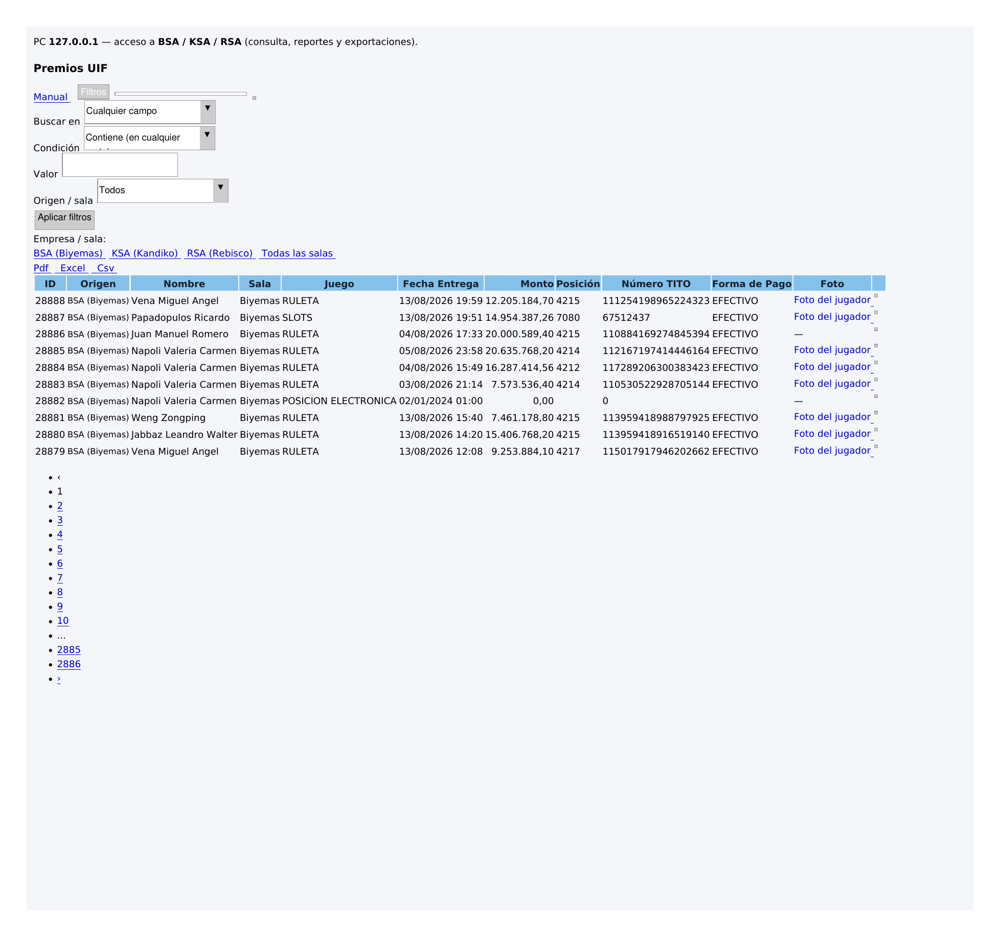 PC 127.0.0.1 — acceso a BSA / KSA / RSA (consulta, reportes y exportaciones).
Premios UIF
Manual Filtros
Buscar en Cualquier campo ▼
Condición Contiene (en cualquier ▼
Valor
Origen / sala Todos ▼
Aplicar filtros
Empresa / sala:
BSA (Biyemas) KSA (Kandiko) RSA (Rebisco) Todas las salas
Pdf Excel Csv
ID Origen Nombre Sala Juego Fecha Entrega Monto Posición Número TITO Forma de Pago Foto
28888 BSA (Biyemas) Vena Miguel Angel Biyemas RULETA 13/08/2026 19:59 12.205.184,70 4215 111254198965224323 EFECTIVO Foto del jugador
28887 BSA (Biyemas) Papadopulos Ricardo Biyemas SLOTS 13/08/2026 19:51 14.954.387,26 7080 67512437 EFECTIVO Foto del jugador
28886 BSA (Biyemas) Juan Manuel Romero Biyemas RULETA 04/08/2026 17:33 20.000.589,40 4215 110884169274845394 EFECTIVO —
28885 BSA (Biyemas) Napoli Valeria Carmen Biyemas RULETA 05/08/2026 23:58 20.635.768,20 4214 112167197414446164 EFECTIVO Foto del jugador
28884 BSA (Biyemas) Napoli Valeria Carmen Biyemas RULETA 04/08/2026 15:49 16.287.414,56 4212 117289206300383423 EFECTIVO Foto del jugador
28883 BSA (Biyemas) Napoli Valeria Carmen Biyemas RULETA 03/08/2026 21:14 7.573.536,40 4214 110530522928705144 EFECTIVO Foto del jugador
28882 BSA (Biyemas) Napoli Valeria Carmen Biyemas POSICION ELECTRONICA 02/01/2024 01:00 0,00 0 —
28881 BSA (Biyemas) Weng Zongping Biyemas RULETA 13/08/2026 15:40 7.461.178,80 4215 113959418988797925 EFECTIVO Foto del jugador
28880 BSA (Biyemas) Jabbaz Leandro Walter Biyemas RULETA 13/08/2026 14:20 15.406.768,20 4215 113959418916519140 EFECTIVO Foto del jugador
28879 BSA (Biyemas) Vena Miguel Angel Biyemas RULETA 13/08/2026 12:08 9.253.884,10 4217 115017917946202662 EFECTIVO Foto del jugador
• ‹
• 1
• 2
• 3
• 4
• 5
• 6
• 7
• 8
• 9
• 10
• ...
• 2885
• 2886
• ›